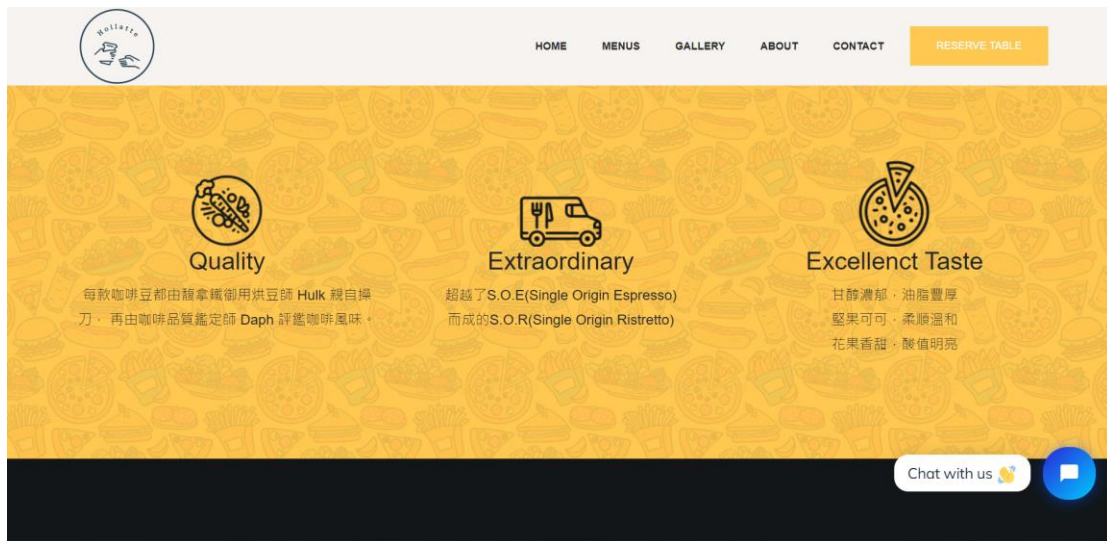 Hollatte
HOME MENUS GALLERY ABOUT CONTACT RESERVE TABLE
Quality
每款咖啡豆都由馥拿鐵御用烘豆師 Hulk 親自操
刀， 再由咖啡品質鑑定師 Daph 評鑑咖啡風味。
Extraordinary
超越了S.O.E(Single Origin Espresso)
而成的S.O.R(Single Origin Ristretto)
Excellenct Taste
甘醇濃郁，油脂豐厚
堅果可可，柔順溫和
花果香甜，酸值明亮
Chat with us 👋